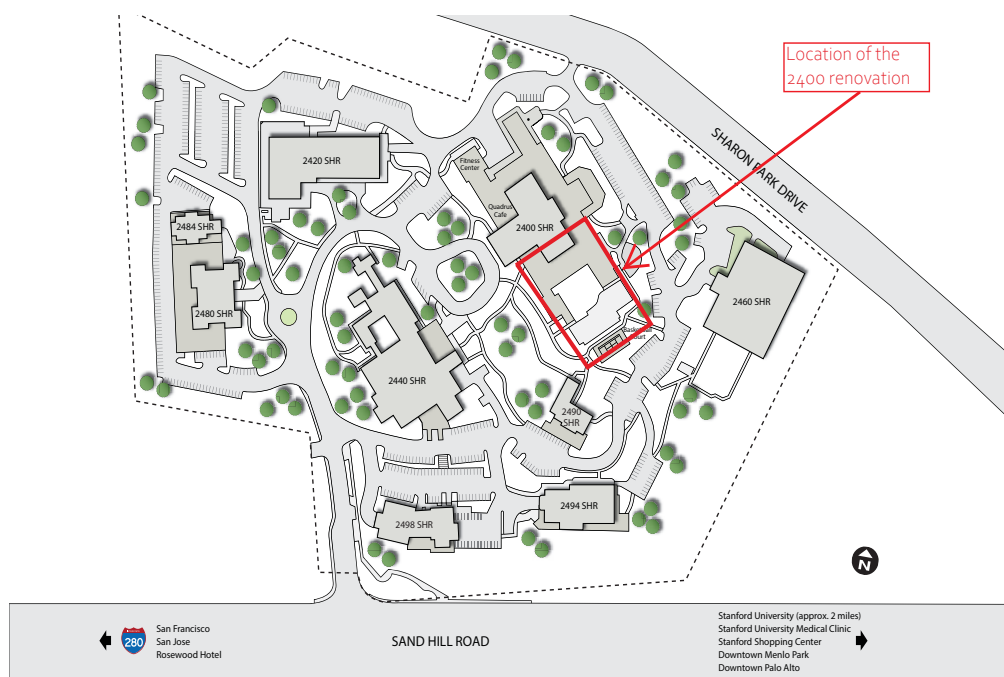 Location of the
2400 renovation
SHARON PARK DRIVE
2420 SHR
Fitness
Center
Quadrus
Cafe
2400 SHR
2484 SHR
2480 SHR
2460 SHR
Basketball
Court
2440 SHR
2490
SHR
2494 SHR
2498 SHR
N
280
San Francisco
San Jose
Rosewood Hotel
SAND HILL ROAD
Stanford University (approx. 2 miles)
Stanford University Medical Clinic
Stanford Shopping Center
Downtown Menlo Park
Downtown Palo Alto